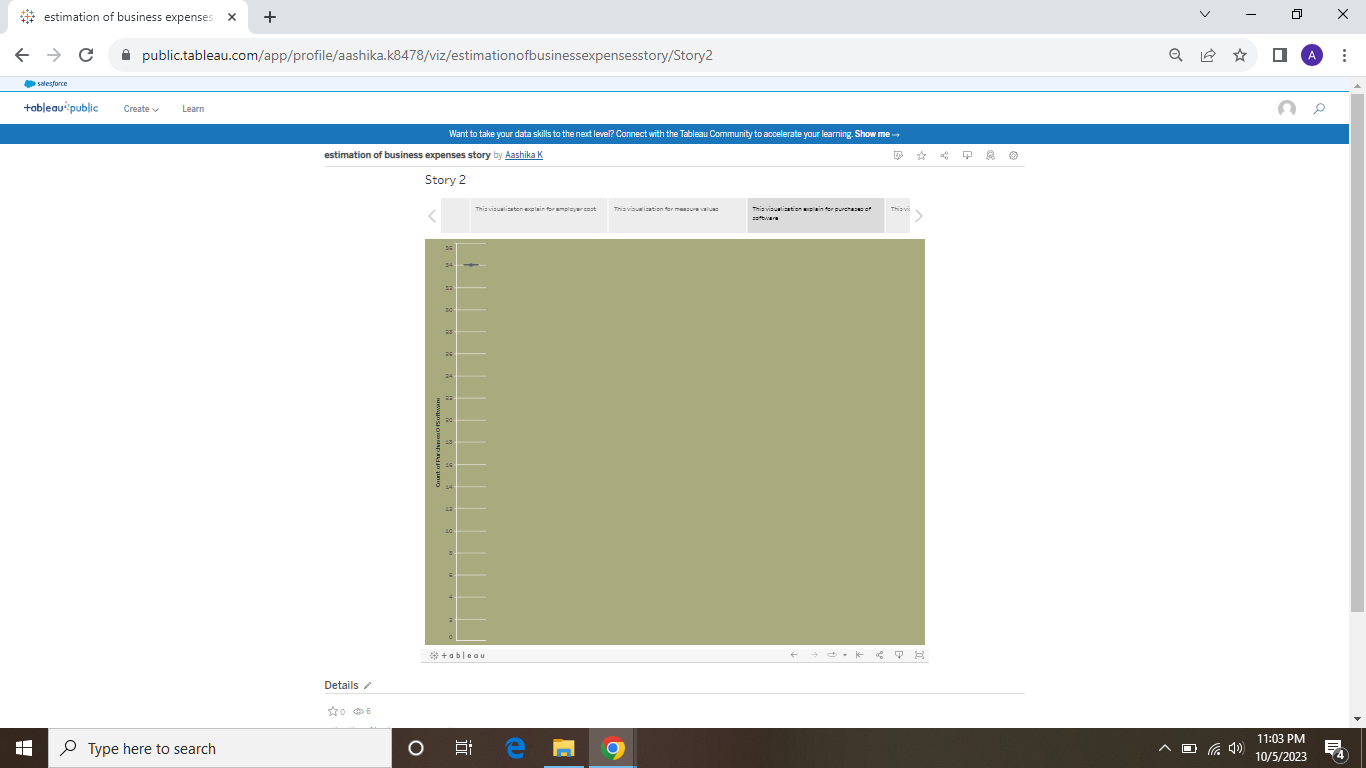 estimation of business expenses
public.tableau.com/app/profile/aashika.k8478/viz/estimationofbusinessexpensesstory/Story2
A
salesforce
+ableau public
Create
Learn
Want to take your data skills to the next level? Connect with the Tableau Community to accelerate your learning. Show me →
estimation of business expenses story by Aashika K
Story 2
This visualizaton explain for employer cost
This visualization for measure values
This visualization explain for purchases of
software
This vi
36
34
32
30
28
26
24
22
20
18
16
14
12
10
8
6
4
2
0
Count of Purchases Of Software
+ a b l e a u
Details
0
6
Type here to search
11:03 PM
10/5/2023
4